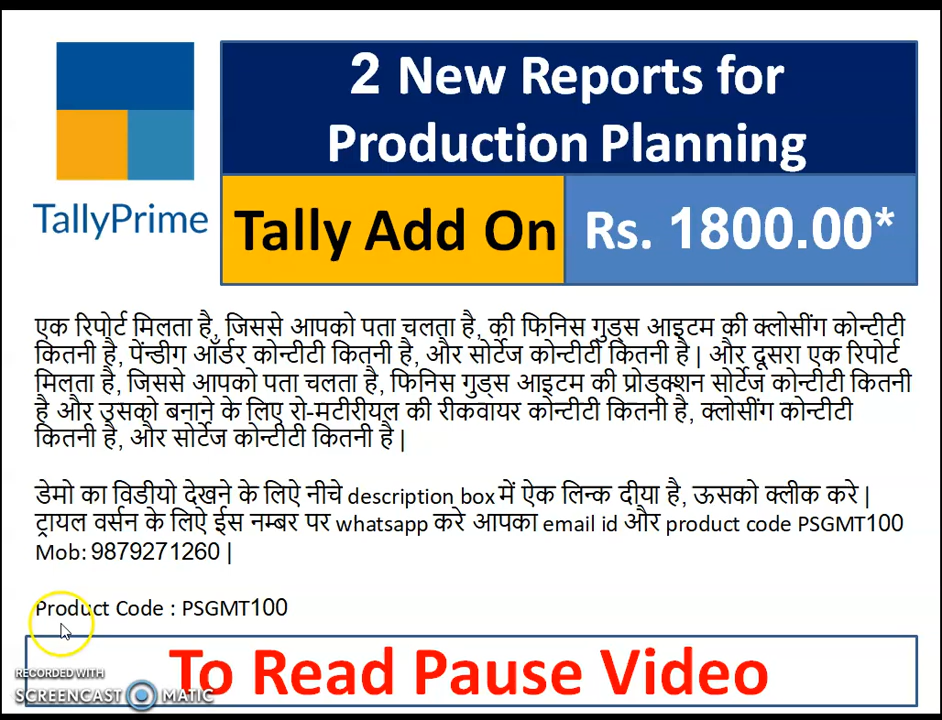 TallyPrime
2 New Reports for
Production Planning
Tally Add On
Rs. 1800.00*
एक रिपोर्ट मिलता है, जिससे आपको पता चलता है, की फिनिस गुड्स आइटम की क्लोसींग कोन्टीटी
कितनी है, पेंन्डीग ऑर्डर कोन्टीटी कितनी है, और सोर्टेज कोन्टीटी कितनी है | और दूसरा एक रिपोर्ट
मिलता है, जिससे आपको पता चलता है, फिनिस गुड्स आइटम की प्रोड्क्शन सोर्टेज कोन्टीटी कितनी
है और उसको बनाने के लिए रो-मटीरीयल की रीकवायर कोन्टीटी कितनी है, क्लोसींग कोन्टीटी
कितनी है, और सोर्टेज कोन्टीटी कितनी है |
डेमो का विडीयो देखने के लिऐ नीचे description box में ऐक लिन्क दीया है, ऊसको क्लीक करे |
ट्रायल वर्सन के लिऐ ईस नम्बर पर whatsapp करे आपका email id और product code PSGMT100
Mob: 9879271260 |
Product Code : PSGMT100
To Read Pause Video
RECORDED WITH
SCREENCAST MATIC